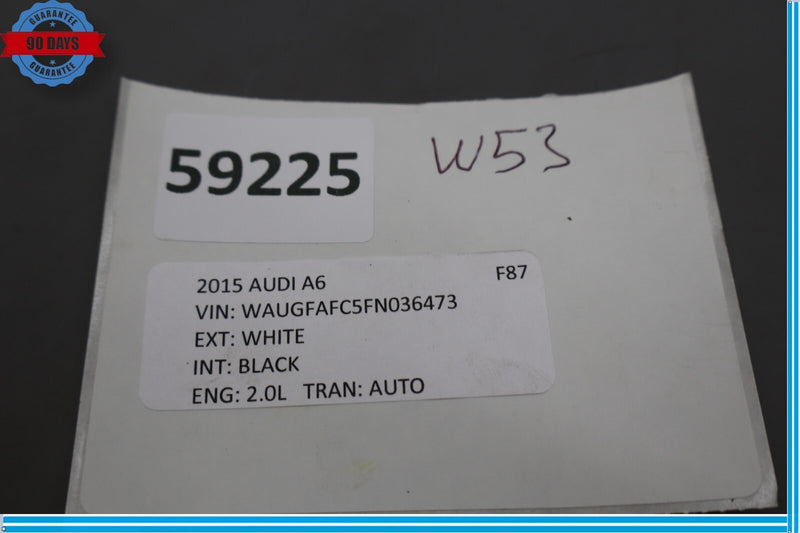 GUARANTEE
90 DAYS
GUARANTEE
W53
59225
2015 AUDI A6 F87
VIN: WAUGFAFC5FN036473
EXT: WHITE
INT: BLACK
ENG: 2.0L TRAN: AUTO